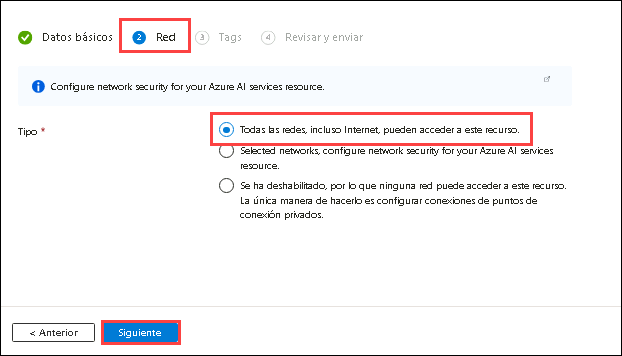 Datos básicos 2 Red 3 Tags 4 Revisar y enviar
Configure network security for your Azure AI services resource.
Tipo *
Todas las redes, incluso Internet, pueden acceder a este recurso.
Selected networks, configure network security for your Azure AI services
resource.
Se ha deshabilitado, por lo que ninguna red puede acceder a este recurso.
La única manera de hacerlo es configurar conexiones de puntos de
conexión privados.
< Anterior Siguiente